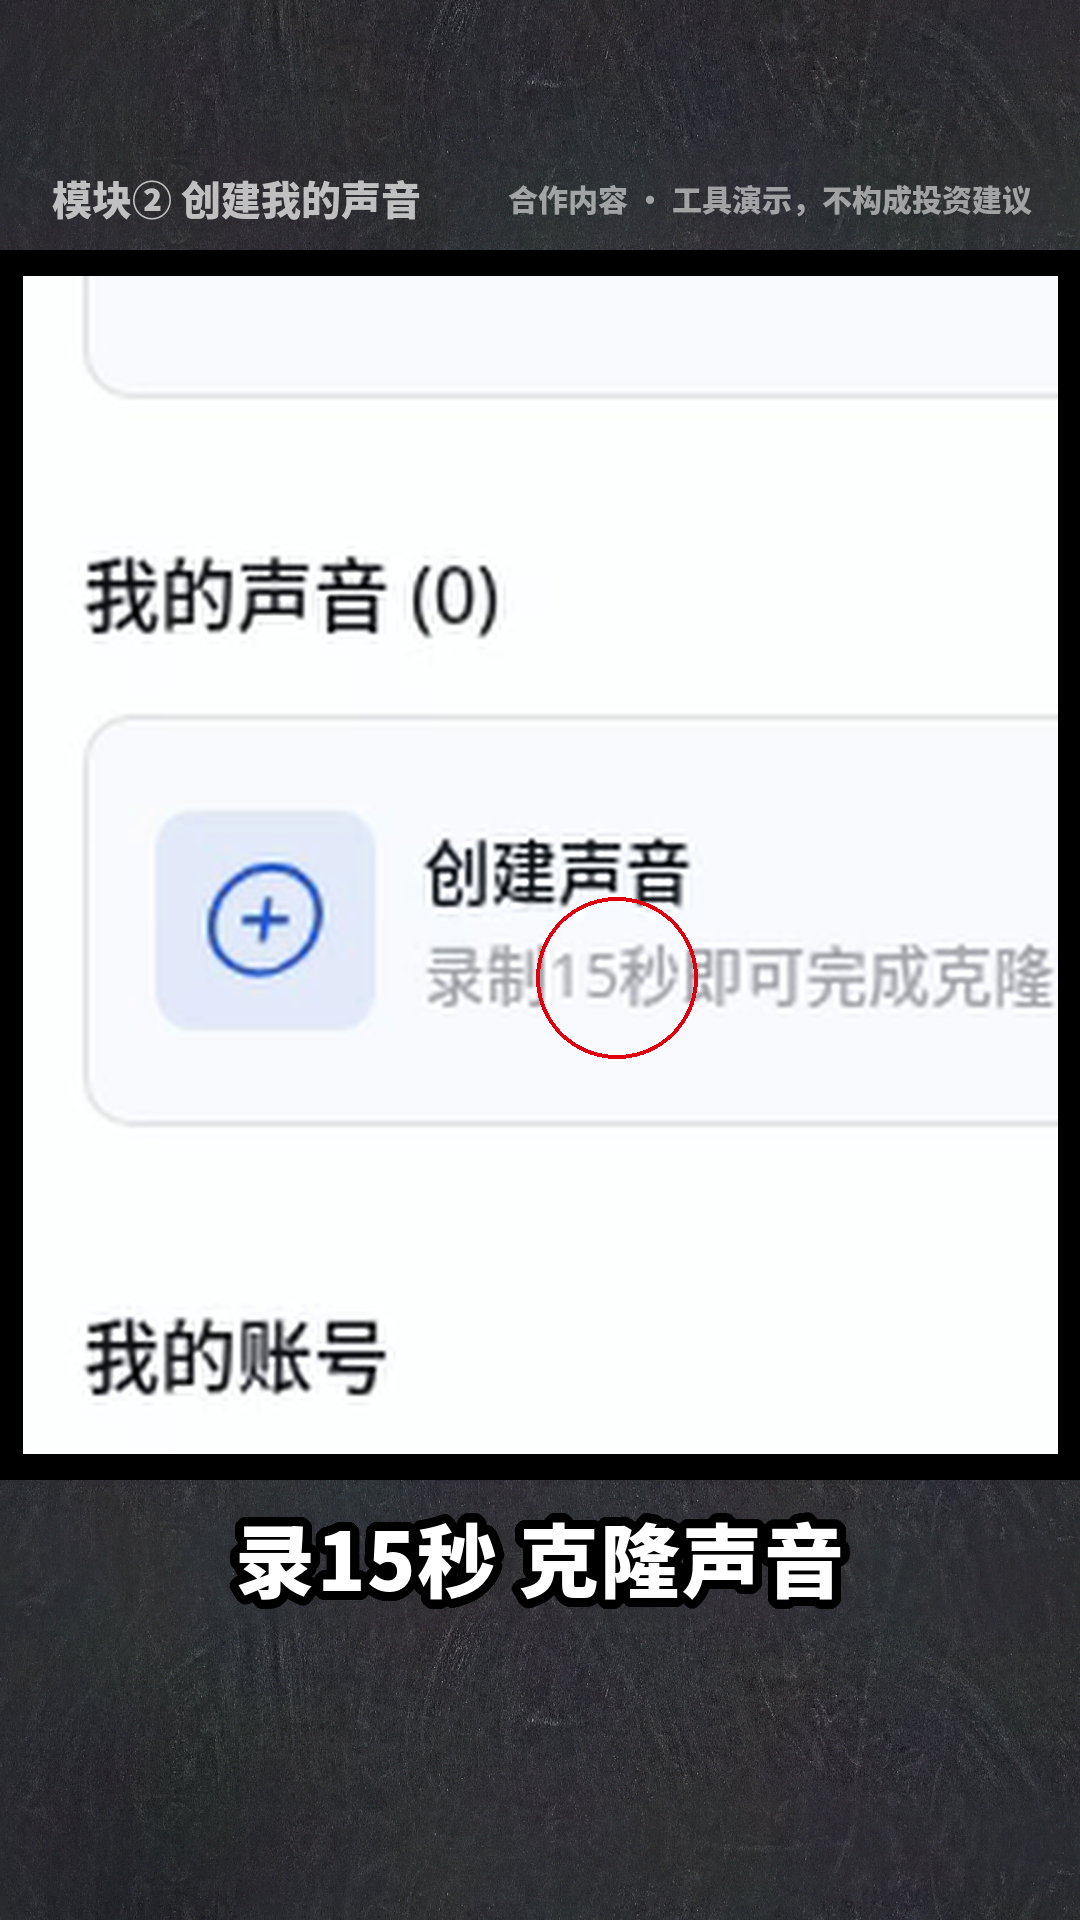 模块② 创建我的声音
合作内容 · 工具演示，不构成投资建议
我的声音 (0)
创建声音
录制15秒即可完成克隆
我的账号
录15秒 克隆声音